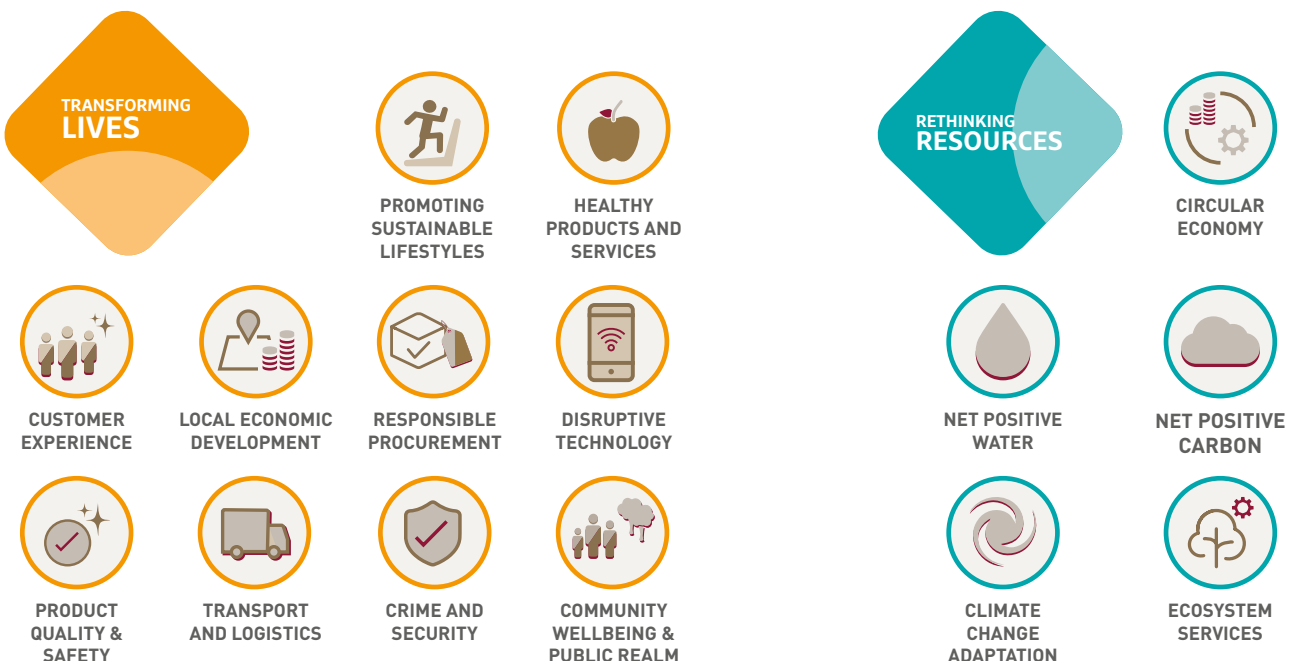 TRANSFORMING
LIVES
PROMOTING
SUSTAINABLE
LIFESTYLES
HEALTHY
PRODUCTS AND
SERVICES
CUSTOMER
EXPERIENCE
LOCAL ECONOMIC
DEVELOPMENT
RESPONSIBLE
PROCUREMENT
DISRUPTIVE
TECHNOLOGY
PRODUCT
QUALITY &
SAFETY
TRANSPORT
AND LOGISTICS
CRIME AND
SECURITY
COMMUNITY
WELLBEING &
PUBLIC REALM
RETHINKING
RESOURCES
CIRCULAR
ECONOMY
NET POSITIVE
WATER
NET POSITIVE
CARBON
CLIMATE
CHANGE
ADAPTATION
ECOSYSTEM
SERVICES